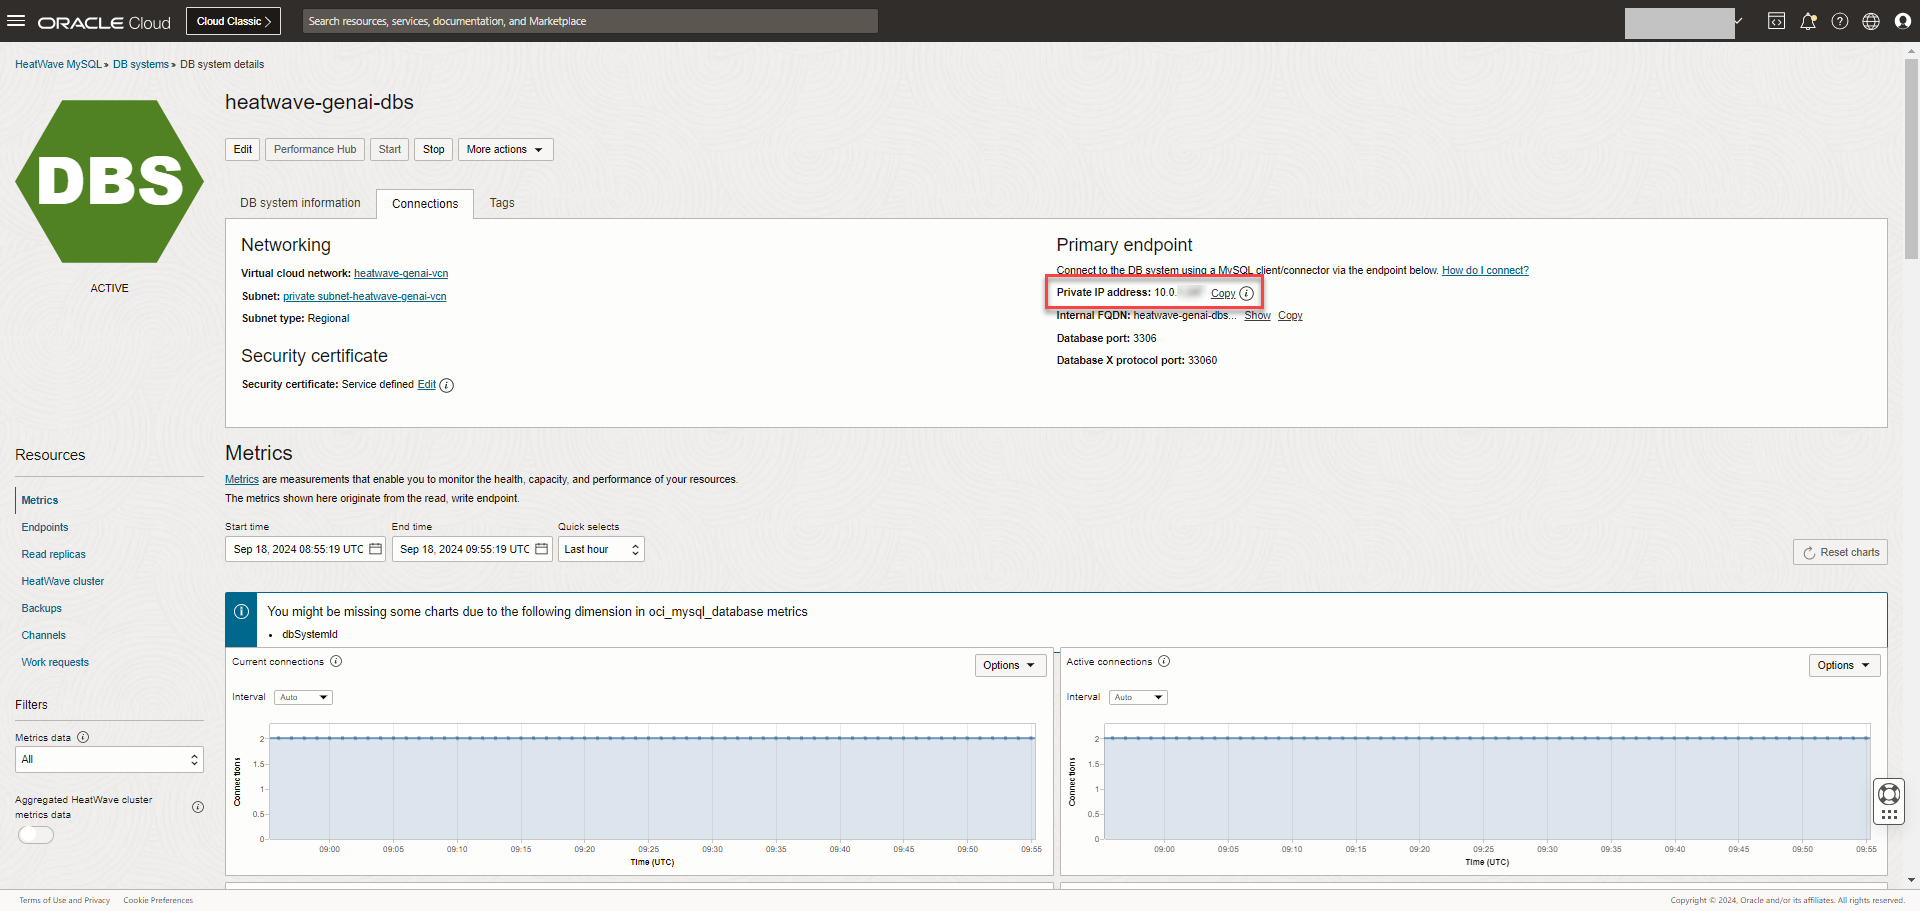 ORACLE Cloud
Cloud Classic
Search resources, services, documentation, and Marketplace
HeatWave MySQL » DB systems » DB system details
DBS
ACTIVE
heatwave-genai-dbs
Edit
Performance Hub
Start
Stop
More actions
DB system information
Connections
Tags
Networking
Virtual cloud network: heatwave-genai-vcn
Subnet: private subnet-heatwave-genai-vcn
Subnet type: Regional
Security certificate
Security certificate: Service defined Edit
Primary endpoint
Connect to the DB system using a MySQL client/connector via the endpoint below. How do I connect?
Private IP address: 10.0. Copy
Internal FQDN: heatwave-genai-dbs... Show Copy
Database port: 3306
Database X protocol port: 33060
Resources
Metrics
Endpoints
Read replicas
HeatWave cluster
Backups
Channels
Work requests
Filters
Metrics data
All
Aggregated HeatWave cluster
metrics data
Metrics
Metrics are measurements that enable you to monitor the health, capacity, and performance of your resources.
The metrics shown here originate from the read, write endpoint.
Start time
Sep 18, 2024 08:55:19 UTC
End time
Sep 18, 2024 09:55:19 UTC
Quick selects
Last hour
Reset charts
You might be missing some charts due to the following dimension in oci_mysql_database metrics
• dbSystemId
Current connections
Options
Interval Auto
Connections
2
1.5
1
0.5
0
09:00 09:05 09:10 09:15 09:20 09:25 09:30 09:35 09:40 09:45 09:50 09:55
Time (UTC)
Active connections
Options
Interval Auto
Connections
2
1.5
1
0.5
0
09:00 09:05 09:10 09:15 09:20 09:25 09:30 09:35 09:40 09:45 09:50 09:55
Time (UTC)
Terms of Use and Privacy
Cookie Preferences
Copyright © 2024, Oracle and/or its affiliates. All rights reserved.